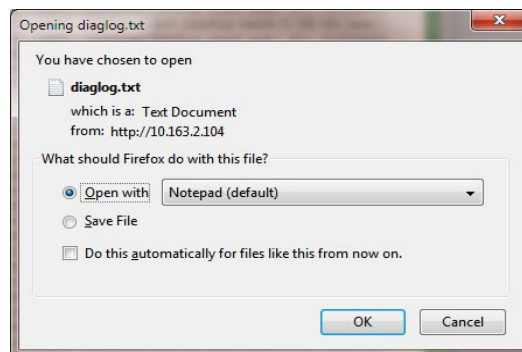 Opening diaglog.txt
You have chosen to open
diaglog.txt
which is a: Text Document
from: http://10.163.2.104
What should Firefox do with this file?
Open with Notepad (default)
Save File
Do this automatically for files like this from now on.
OK Cancel